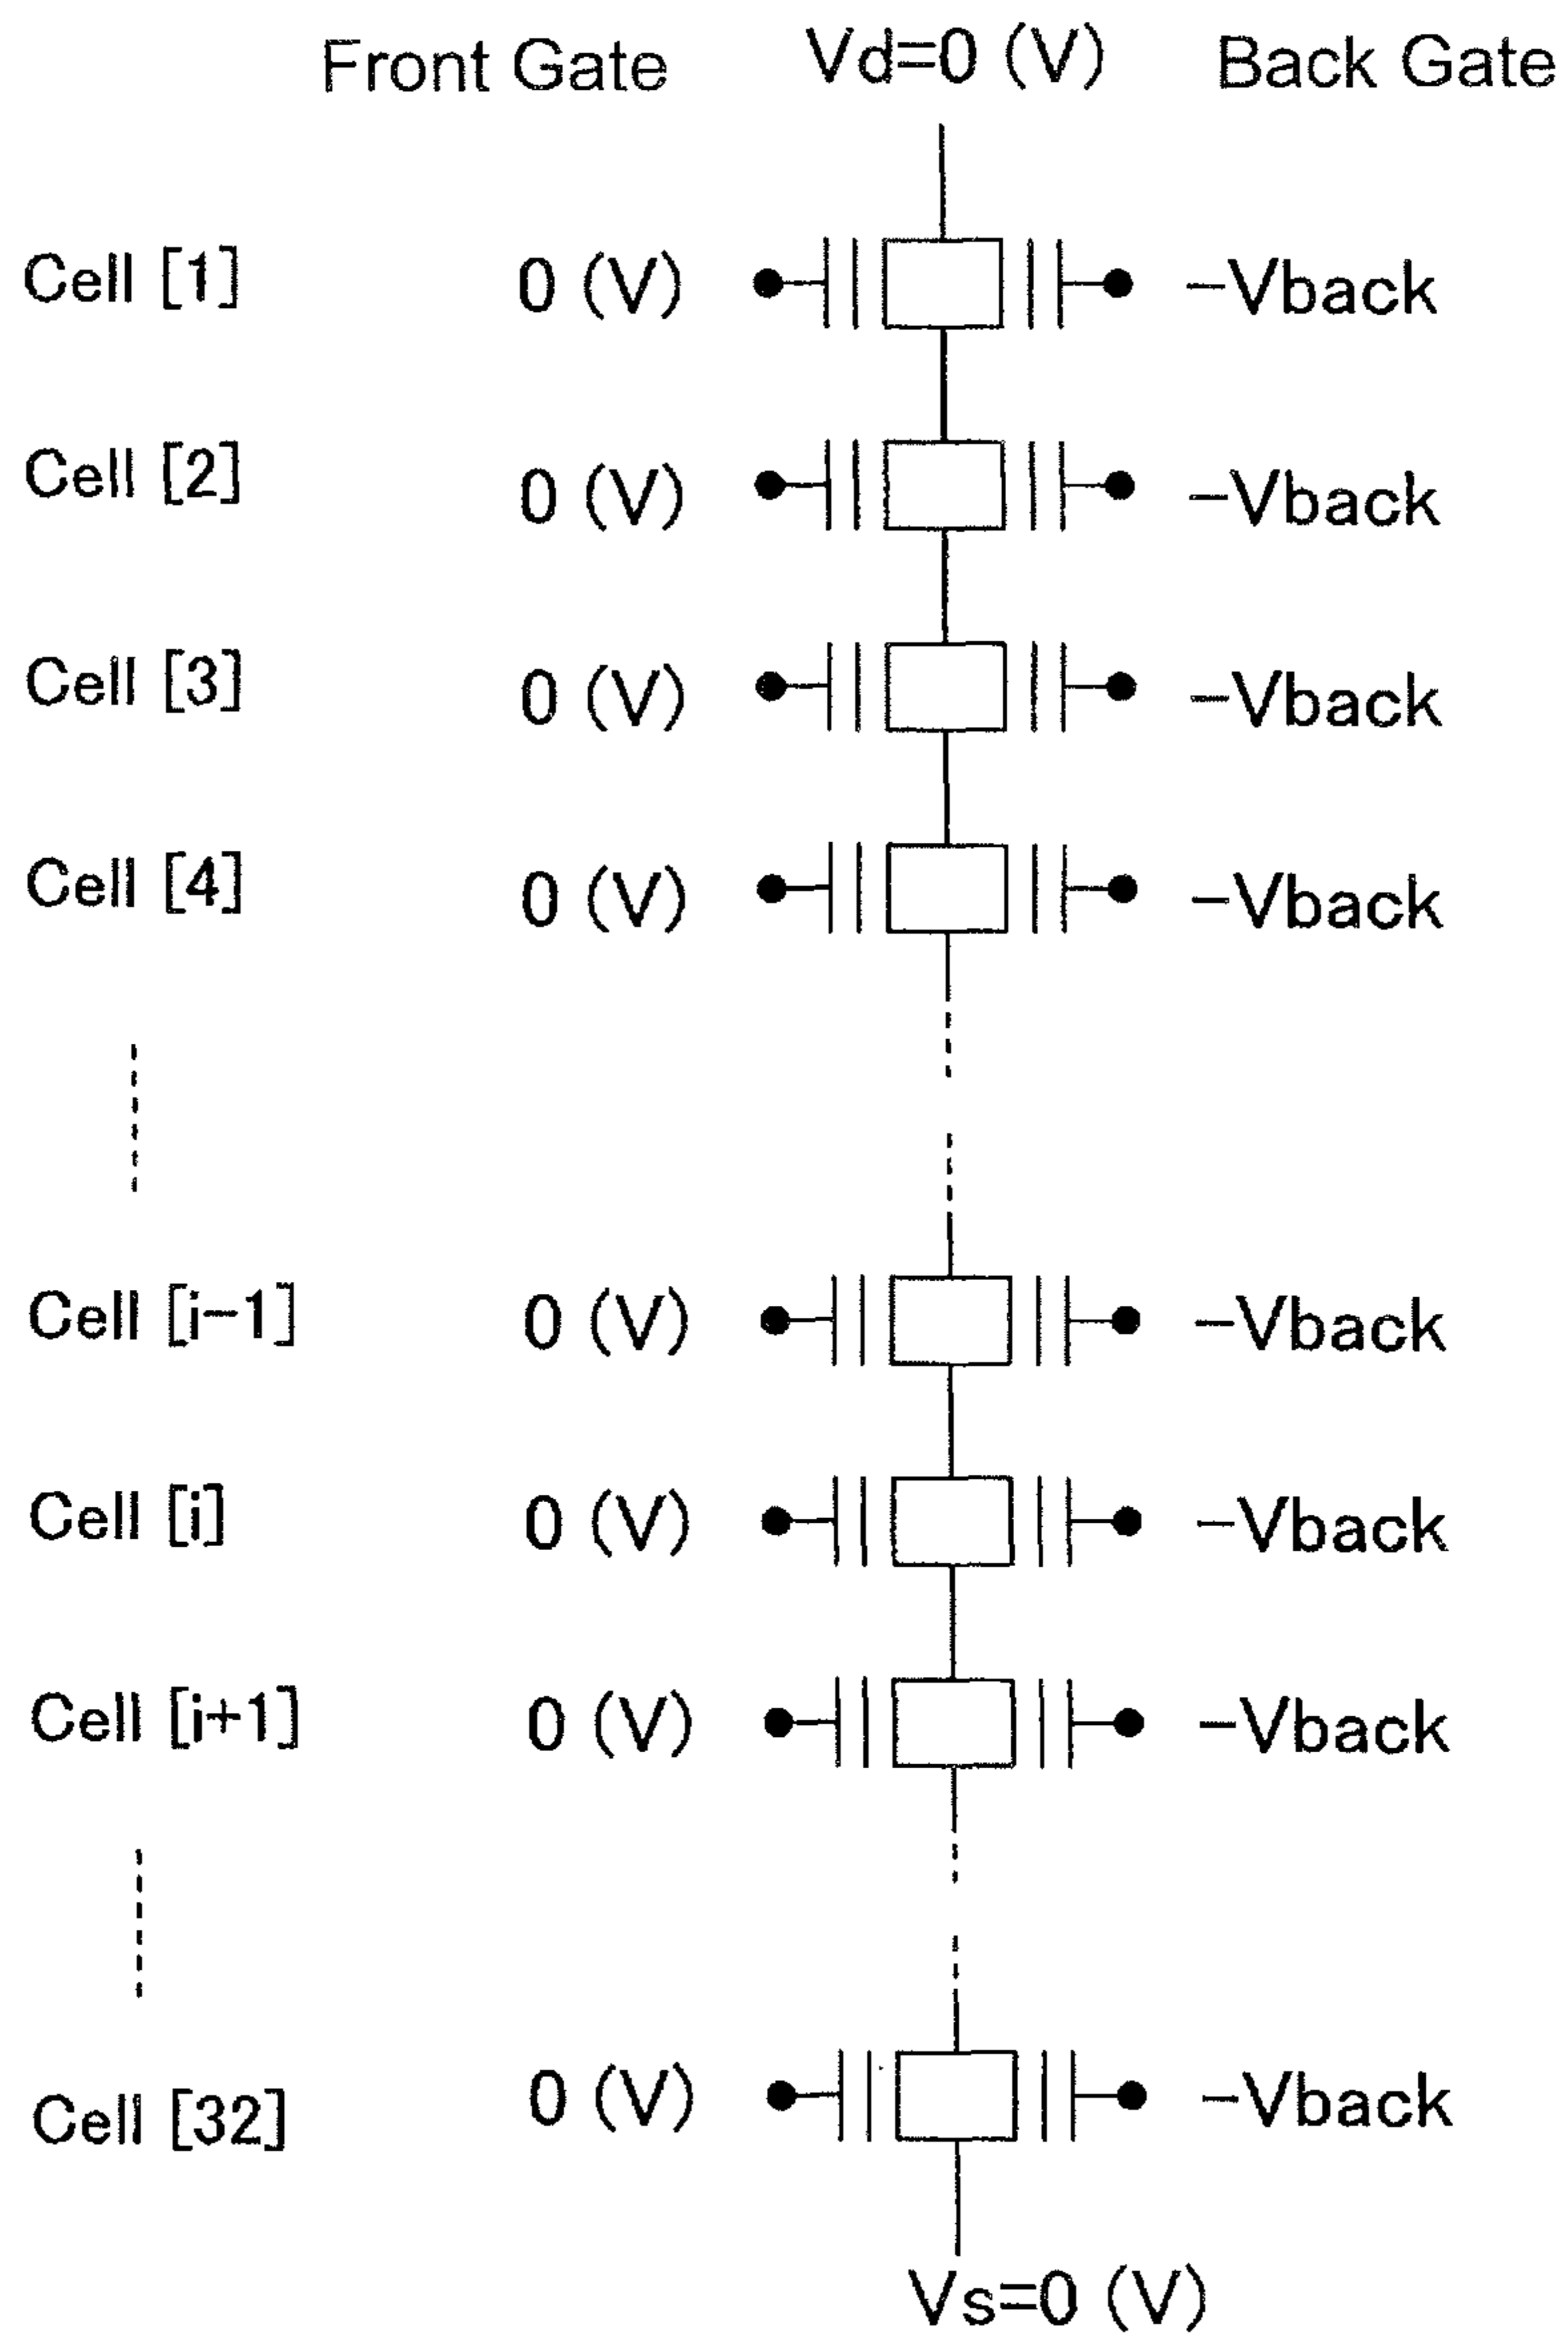 Front Gate Vd=0 (V) Back Gate
Cell [1] 0 (V) -Vback
Cell [2] 0 (V) -Vback
Cell [3] 0 (V) -Vback
Cell [4] 0 (V) -Vback
Cell [i-1] 0 (V) -Vback
Cell [i] 0 (V) -Vback
Cell [i+1] 0 (V) -Vback
Cell [32] 0 (V) -Vback
Vs=0 (V)